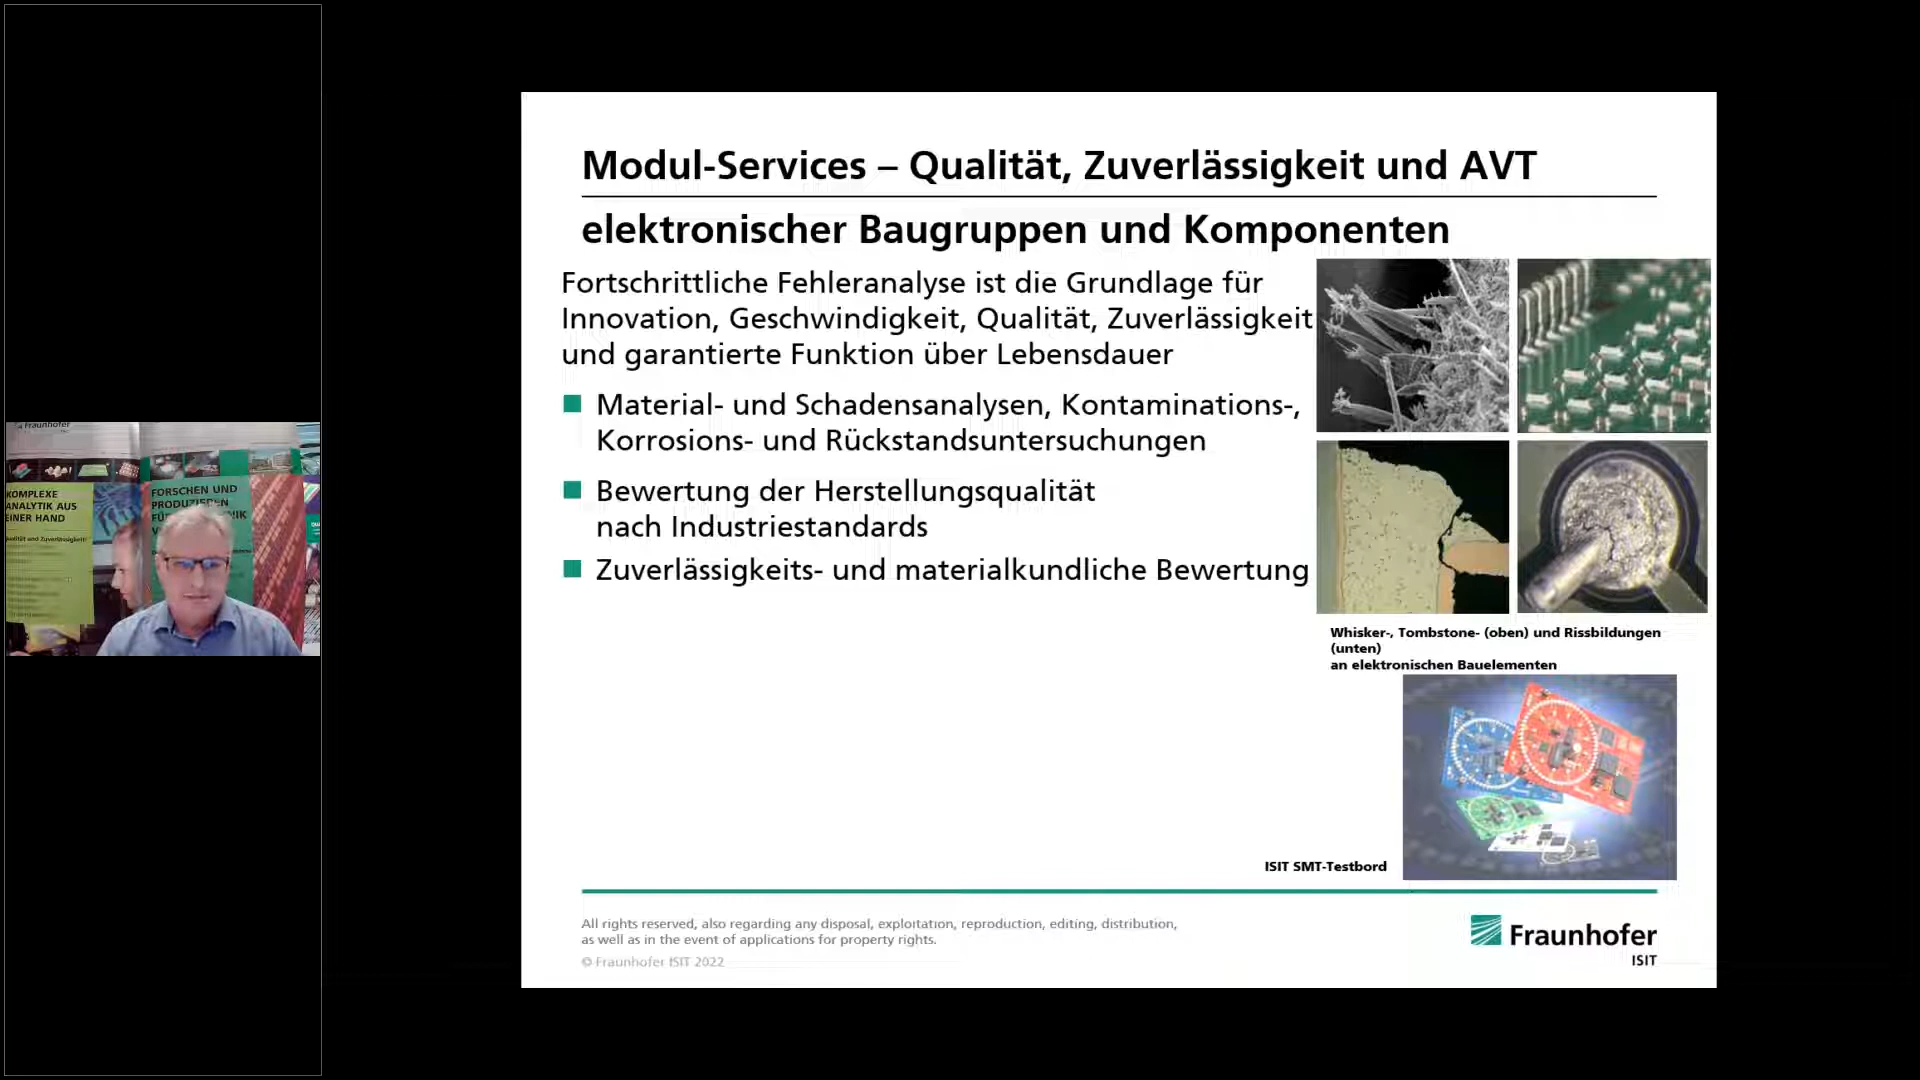 Modul-Services – Qualität, Zuverlässigkeit und AVT
elektronischer Baugruppen und Komponenten
Fortschrittliche Fehleranalyse ist die Grundlage für
Innovation, Geschwindigkeit, Qualität, Zuverlässigkeit
und garantierte Funktion über Lebensdauer
Material- und Schadensanalysen, Kontaminations-,
Korrosions- und Rückstandsuntersuchungen
Bewertung der Herstellungsqualität
nach Industriestandards
Zuverlässigkeits- und materialkundliche Bewertung
Whisker-, Tombstone- (oben) und Rissbildungen
(unten)
an elektronischen Bauelementen
ISIT SMT-Testbord
All rights reserved, also regarding any disposal, exploitation, reproduction, editing, distribution,
as well as in the event of applications for property rights.
© Fraunhofer ISIT 2022
Fraunhofer
ISIT
Fraunhofer
KOMPLEXE
ANALYTIK AUS
EINER HAND
FORSCHEN UND
PRODUZIEREN